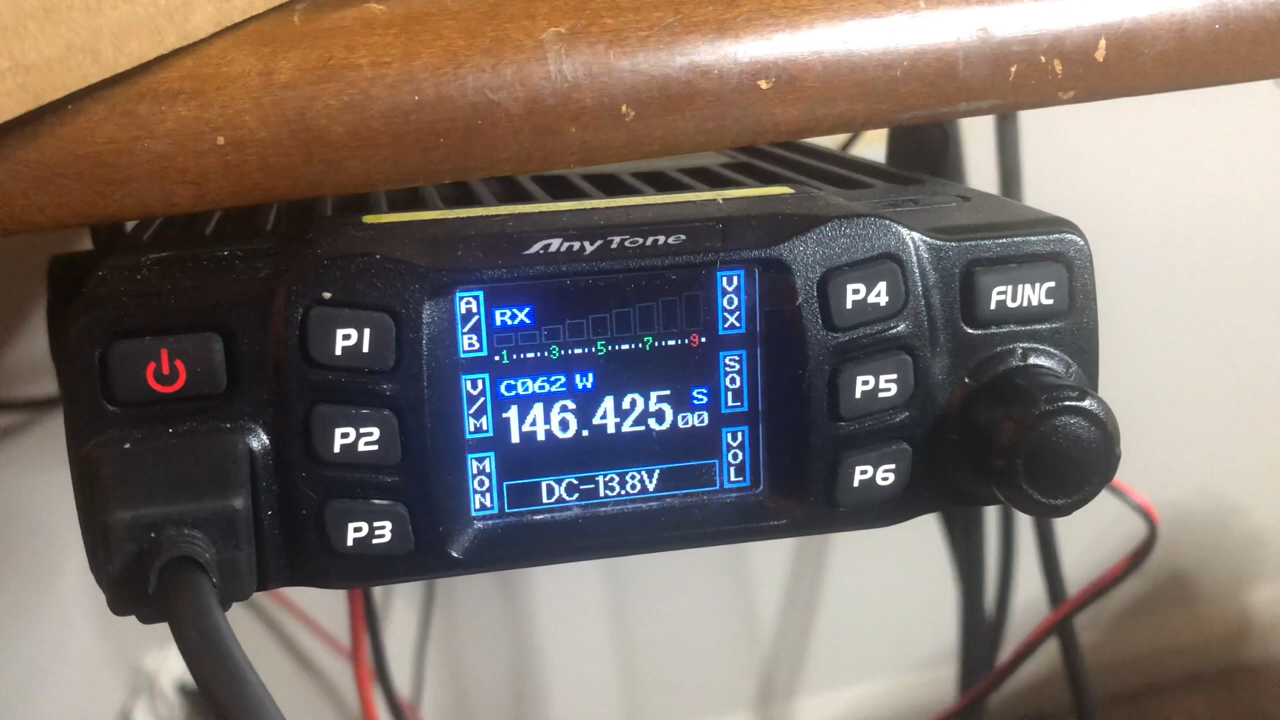 AnyTone
A/B
RX
VOX
1 3 5 7 9
V/M
C062 W
S
SQL
146.425 00
MON
DC-13.8V
VOL
P1
P2
P3
P4
P5
P6
FUNC